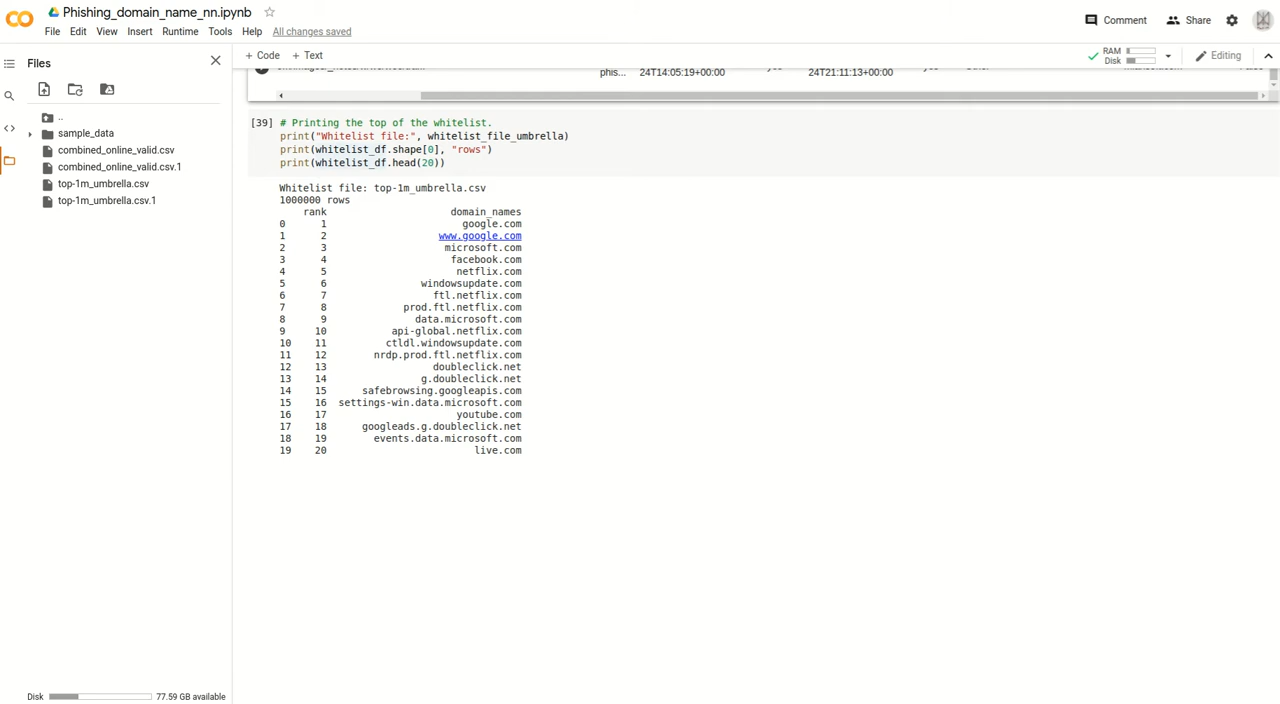 Phishing_domain_name_nn.ipynb
File Edit View Insert Runtime Tools Help All changes saved
Comment Share
Files
+ Code + Text
RAM
Disk
Editing
phis... 24T14:05:19+00:00 24T21:11:13+00:00
..
sample_data
combined_online_valid.csv
combined_online_valid.csv.1
top-1m_umbrella.csv
top-1m_umbrella.csv.1
[39] # Printing the top of the whitelist.
print("Whitelist file:", whitelist_file_umbrella)
print(whitelist_df.shape[0], "rows")
print(whitelist_df.head(20))
Whitelist file: top-1m_umbrella.csv
1000000 rows
rank domain_names
0 1 google.com
1 2 www.google.com
2 3 microsoft.com
3 4 facebook.com
4 5 netflix.com
5 6 windowsupdate.com
6 7 ftl.netflix.com
7 8 prod.ftl.netflix.com
8 9 data.microsoft.com
9 10 api-global.netflix.com
10 11 ctldl.windowsupdate.com
11 12 nrdp.prod.ftl.netflix.com
12 13 doubleclick.net
13 14 g.doubleclick.net
14 15 safebrowsing.googleapis.com
15 16 settings-win.data.microsoft.com
16 17 youtube.com
17 18 googleads.g.doubleclick.net
18 19 events.data.microsoft.com
19 20 live.com
Disk 77.59 GB available